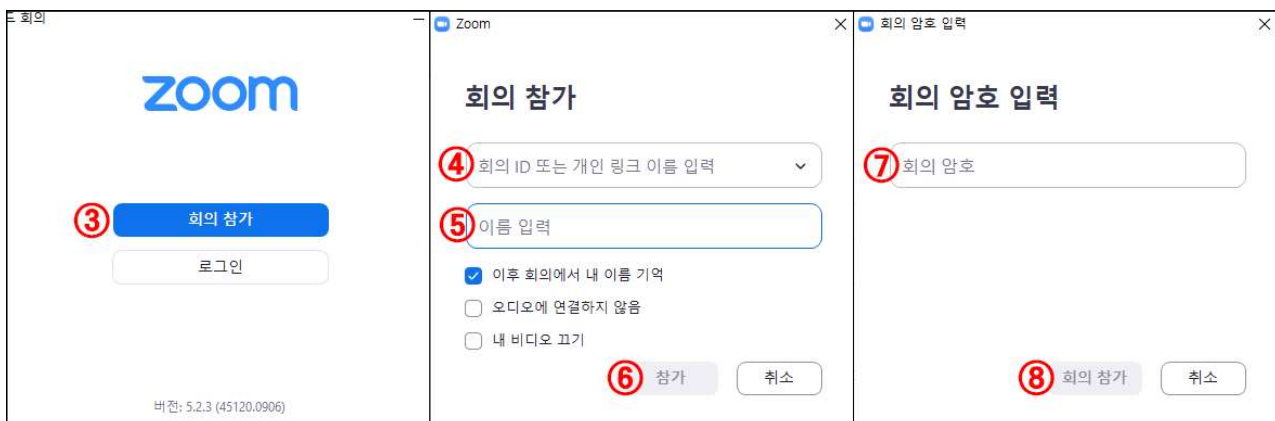 드 회의
zoom
③ 회의 참가
로그인
버전: 5.2.3 (45120.0906)
Zoom
회의 참가
④ 회의 ID 또는 개인 링크 이름 입력
⑤ 이름 입력
이후 회의에서 내 이름 기억
오디오에 연결하지 않음
내 비디오 끄기
⑥ 참가 취소
회의 암호 입력
회의 암호 입력
⑦ 회의 암호
⑧ 회의 참가 취소